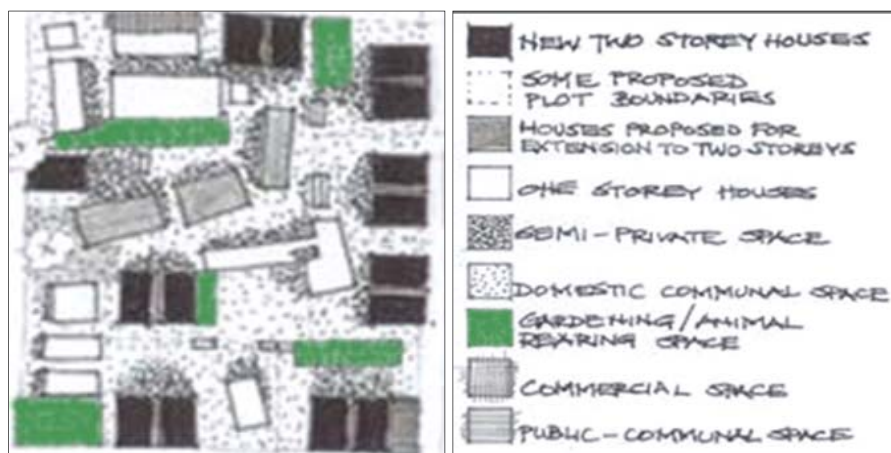 NEW TWO STOREY HOUSES
SOME PROPOSED
PLOT BOUNDARIES
HOUSES PROPOSED FOR
EXTENSION TO TWO STOREYS
ONE STOREY HOUSES
SEMI-PRIVATE SPACE
DOMESTIC COMMUNAL SPACE
GARDENING/ANIMAL
REARING SPACE
COMMERCIAL SPACE
PUBLIC-COMMUNAL SPACE